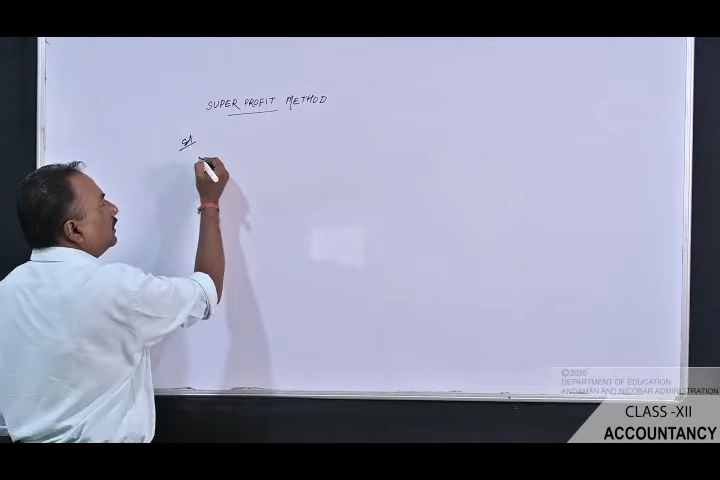 SUPER PROFIT METHOD
©2020
DEPARTMENT OF EDUCATION
ANDAMAN AND NICOBAR ADMINISTRATION
CLASS -XII
ACCOUNTANCY